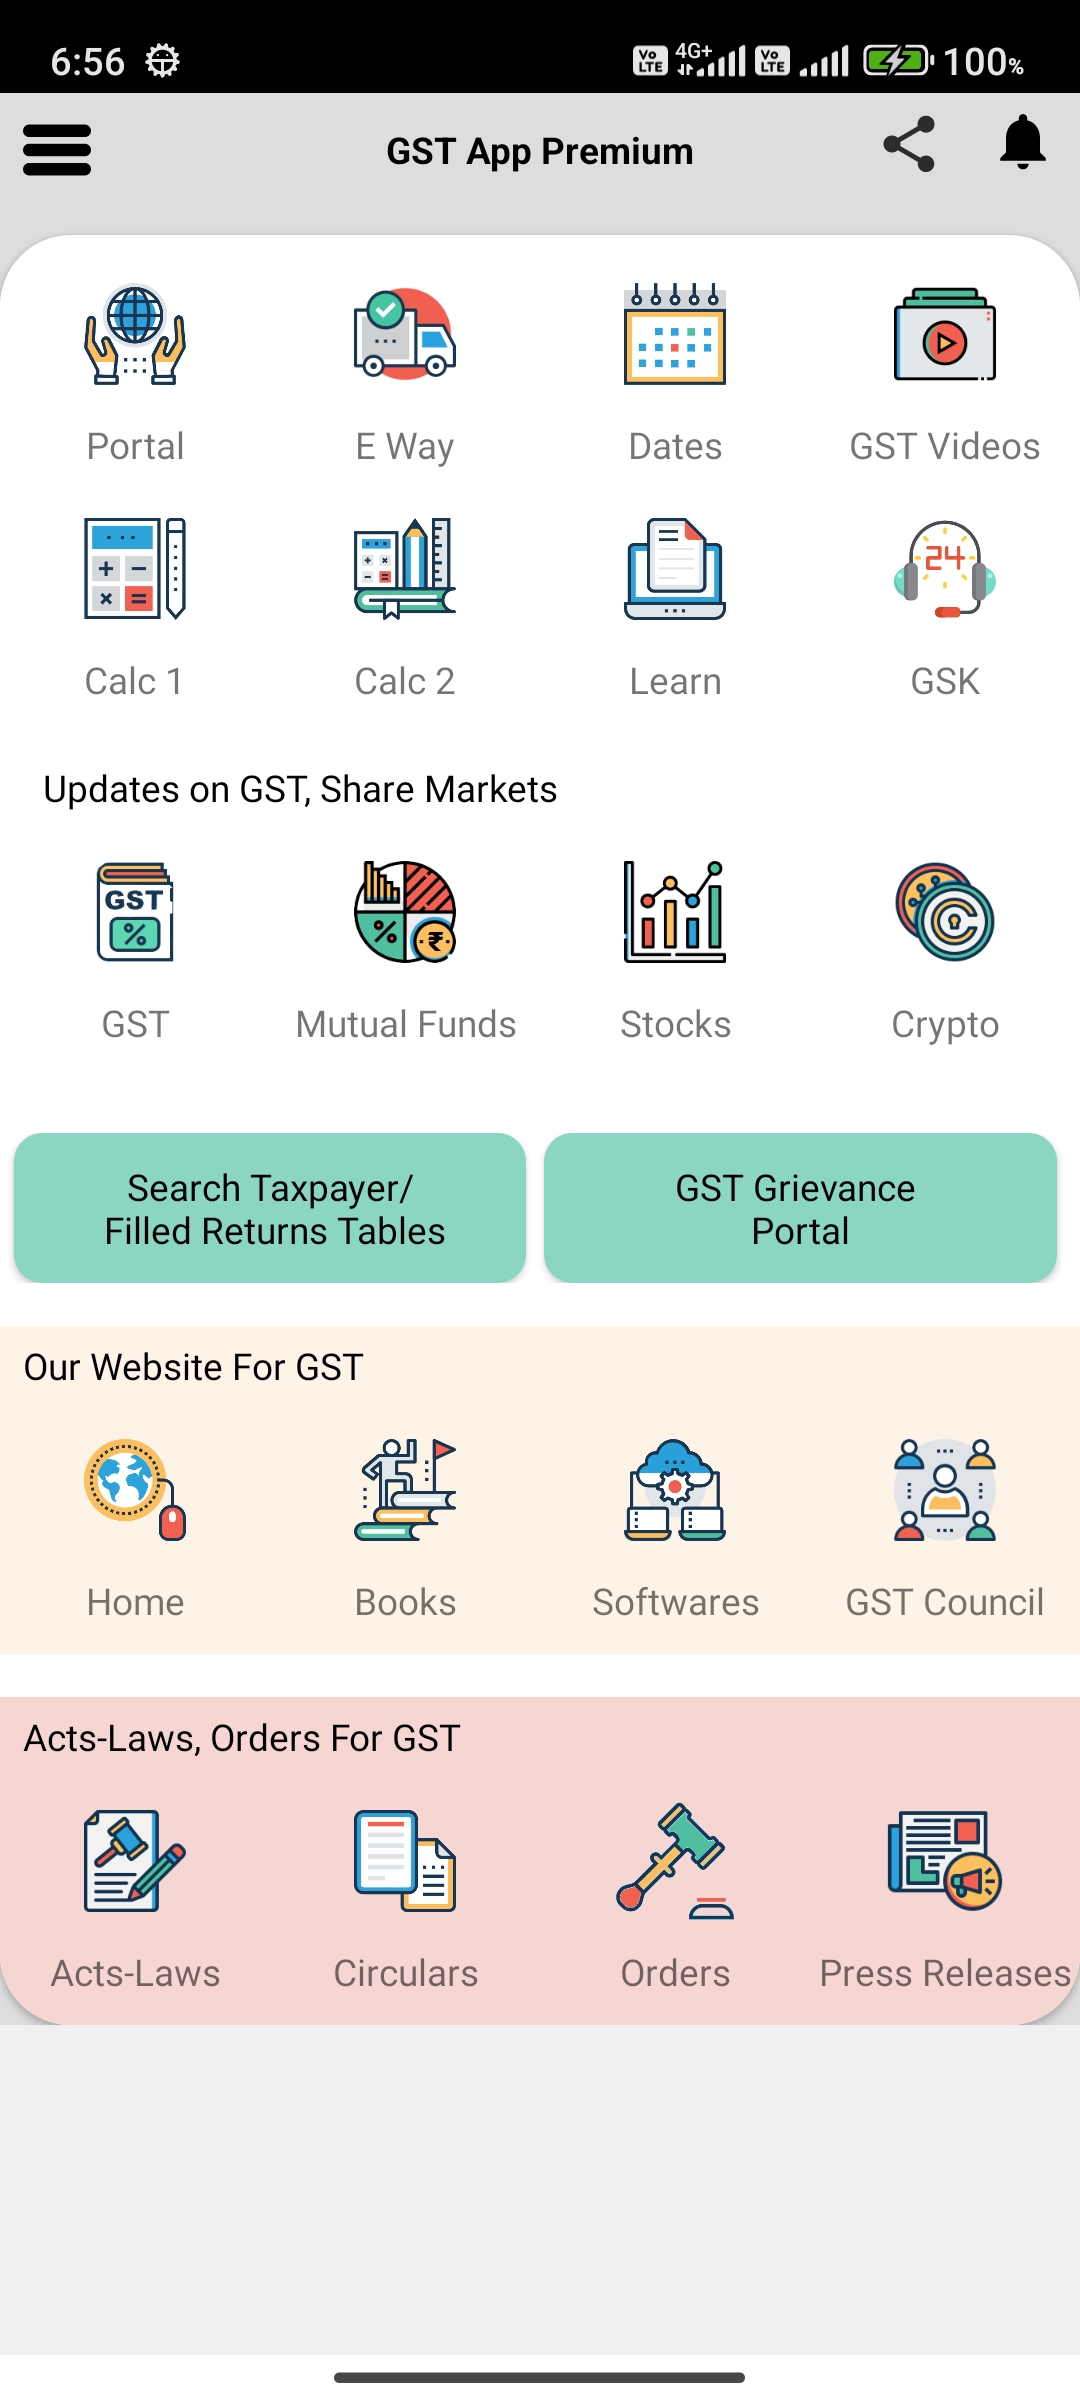 6:56 Vo LTE 4G+ Vo LTE 100%
GST App Premium
Portal E Way Dates GST Videos
24
Calc 1 Calc 2 Learn GSK
Updates on GST, Share Markets
GST % % ₹ C
GST Mutual Funds Stocks Crypto
Search Taxpayer/
Filled Returns Tables
GST Grievance
Portal
Our Website For GST
Home Books Softwares GST Council
Acts-Laws, Orders For GST
Acts-Laws Circulars Orders Press Releases